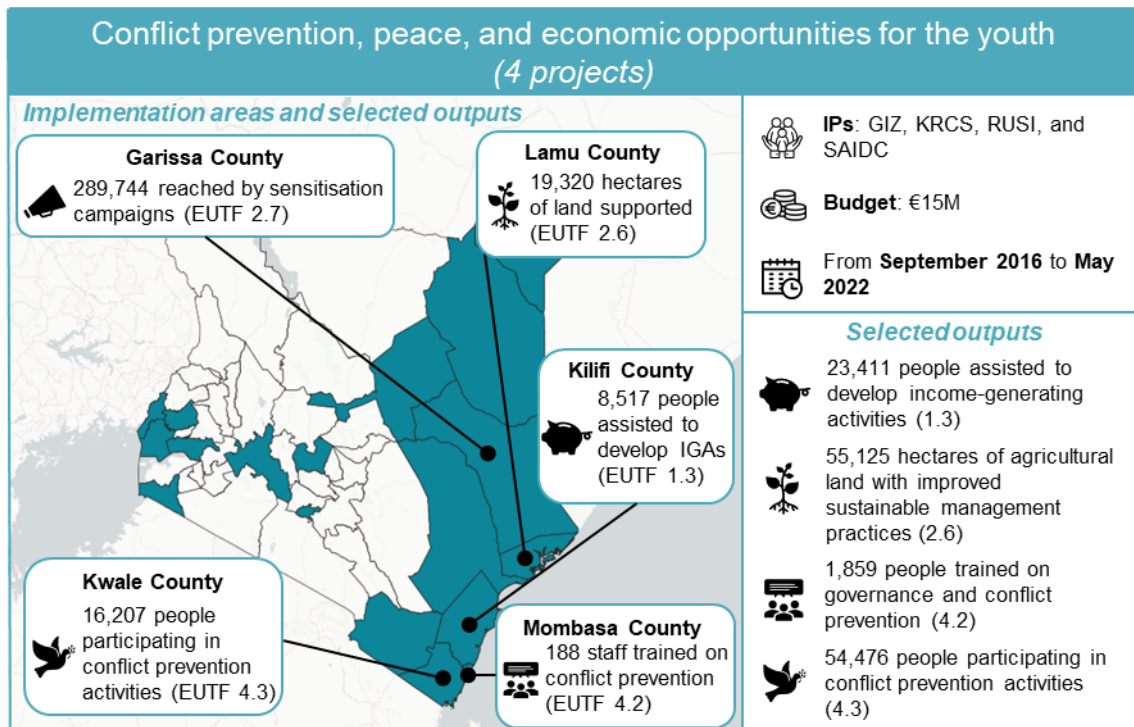 Conflict prevention, peace, and economic opportunities for the youth
(4 projects)
Implementation areas and selected outputs
Garissa County
289,744 reached by sensitisation
campaigns (EUTF 2.7)
Lamu County
19,320 hectares
of land supported
(EUTF 2.6)
Kilifi County
8,517 people
assisted to
develop IGAs
(EUTF 1.3)
Kwale County
16,207 people
participating in
conflict prevention
activities (EUTF 4.3)
Mombasa County
188 staff trained on
conflict prevention
(EUTF 4.2)
IPs: GIZ, KRCS, RUSI, and
SAIDC
Budget: €15M
From September 2016 to May
2022
Selected outputs
23,411 people assisted to
develop income-generating
activities (1.3)
55,125 hectares of agricultural
land with improved
sustainable management
practices (2.6)
1,859 people trained on
governance and conflict
prevention (4.2)
54,476 people participating in
conflict prevention activities
(4.3)